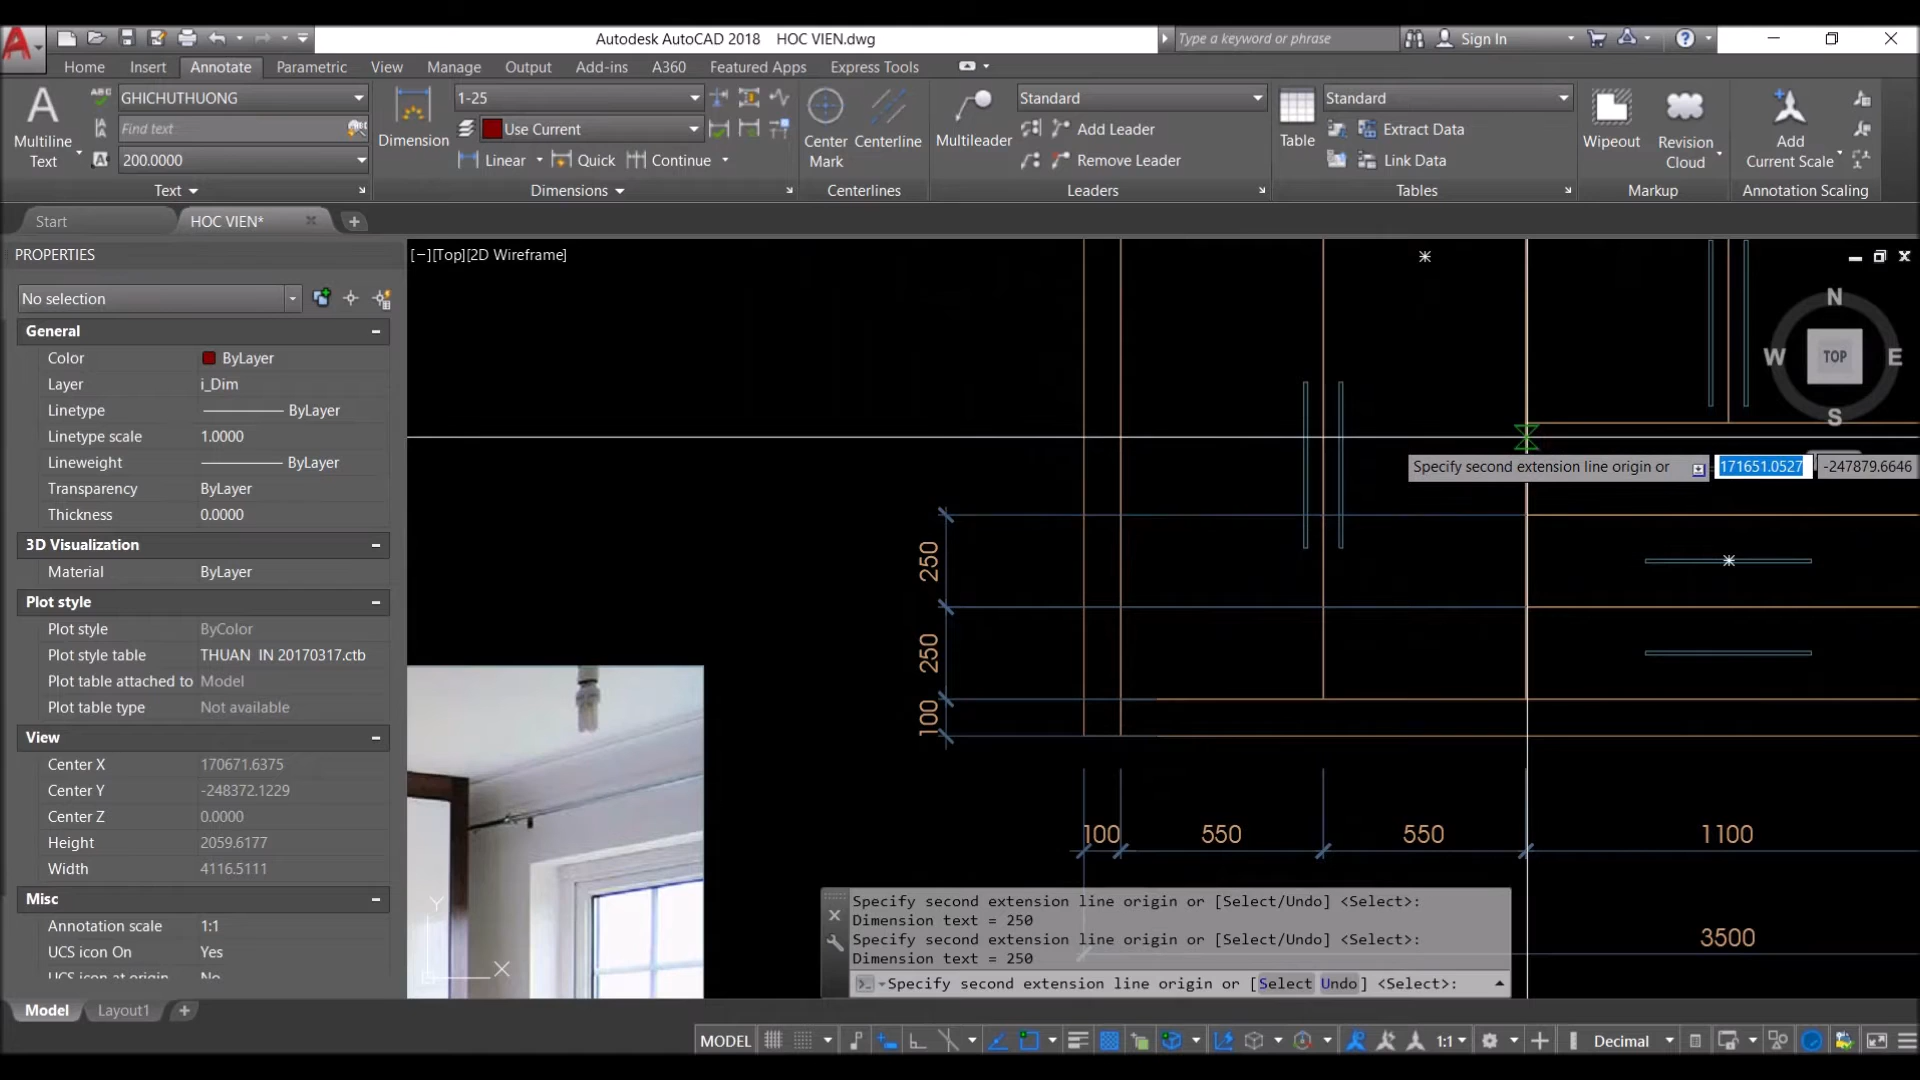 Autodesk AutoCAD 2018 HOC VIEN.dwg
Type a keyword or phrase
Sign In
Home Insert Annotate Parametric View Manage Output Add-ins A360 Featured Apps Express Tools
A Multiline Text
GHICHUTHUONG
Find text
200.0000
Text
Dimension
1-25
Use Current
Linear Quick Continue
Dimensions
Center Mark
Centerline
Centerlines
Multileader
Standard
Add Leader
Remove Leader
Leaders
Table
Standard
Extract Data
Link Data
Tables
Wipeout
Revision Cloud
Markup
Add Current Scale
Annotation Scaling
Start HOC VIEN*
PROPERTIES
No selection
General
Color ByLayer
Layer i_Dim
Linetype ByLayer
Linetype scale 1.0000
Lineweight ByLayer
Transparency ByLayer
Thickness 0.0000
3D Visualization
Material ByLayer
Plot style
Plot style ByColor
Plot style table THUAN IN 20170317.ctb
Plot table attached to Model
Plot table type Not available
View
Center X 170671.6375
Center Y -248372.1229
Center Z 0.0000
Height 2059.6177
Width 4116.5111
Misc
Annotation scale 1:1
UCS icon On Yes
UCS icon at origin No
[−][Top][2D Wireframe]
N
W TOP E
S
Specify second extension line origin or 171651.0527 -247879.6646
250
250
100
100 550 550 1100
3500
Y
X
Specify second extension line origin or [Select/Undo] <Select>:
Dimension text = 250
Specify second extension line origin or [Select/Undo] <Select>:
Dimension text = 250
Specify second extension line origin or [Select Undo] <Select>:
Model Layout1
MODEL 1:1 Decimal